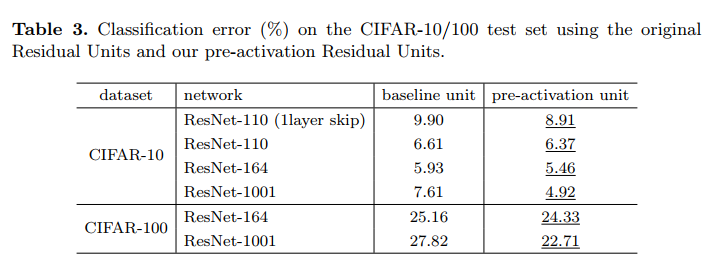 Table 3. Classification error (%) on the CIFAR-10/100 test set using the original
Residual Units and our pre-activation Residual Units.
dataset network baseline unit pre-activation unit
CIFAR-10
ResNet-110 (1layer skip) 9.90 8.91
ResNet-110 6.61 6.37
ResNet-164 5.93 5.46
ResNet-1001 7.61 4.92
CIFAR-100
ResNet-164 25.16 24.33
ResNet-1001 27.82 22.71